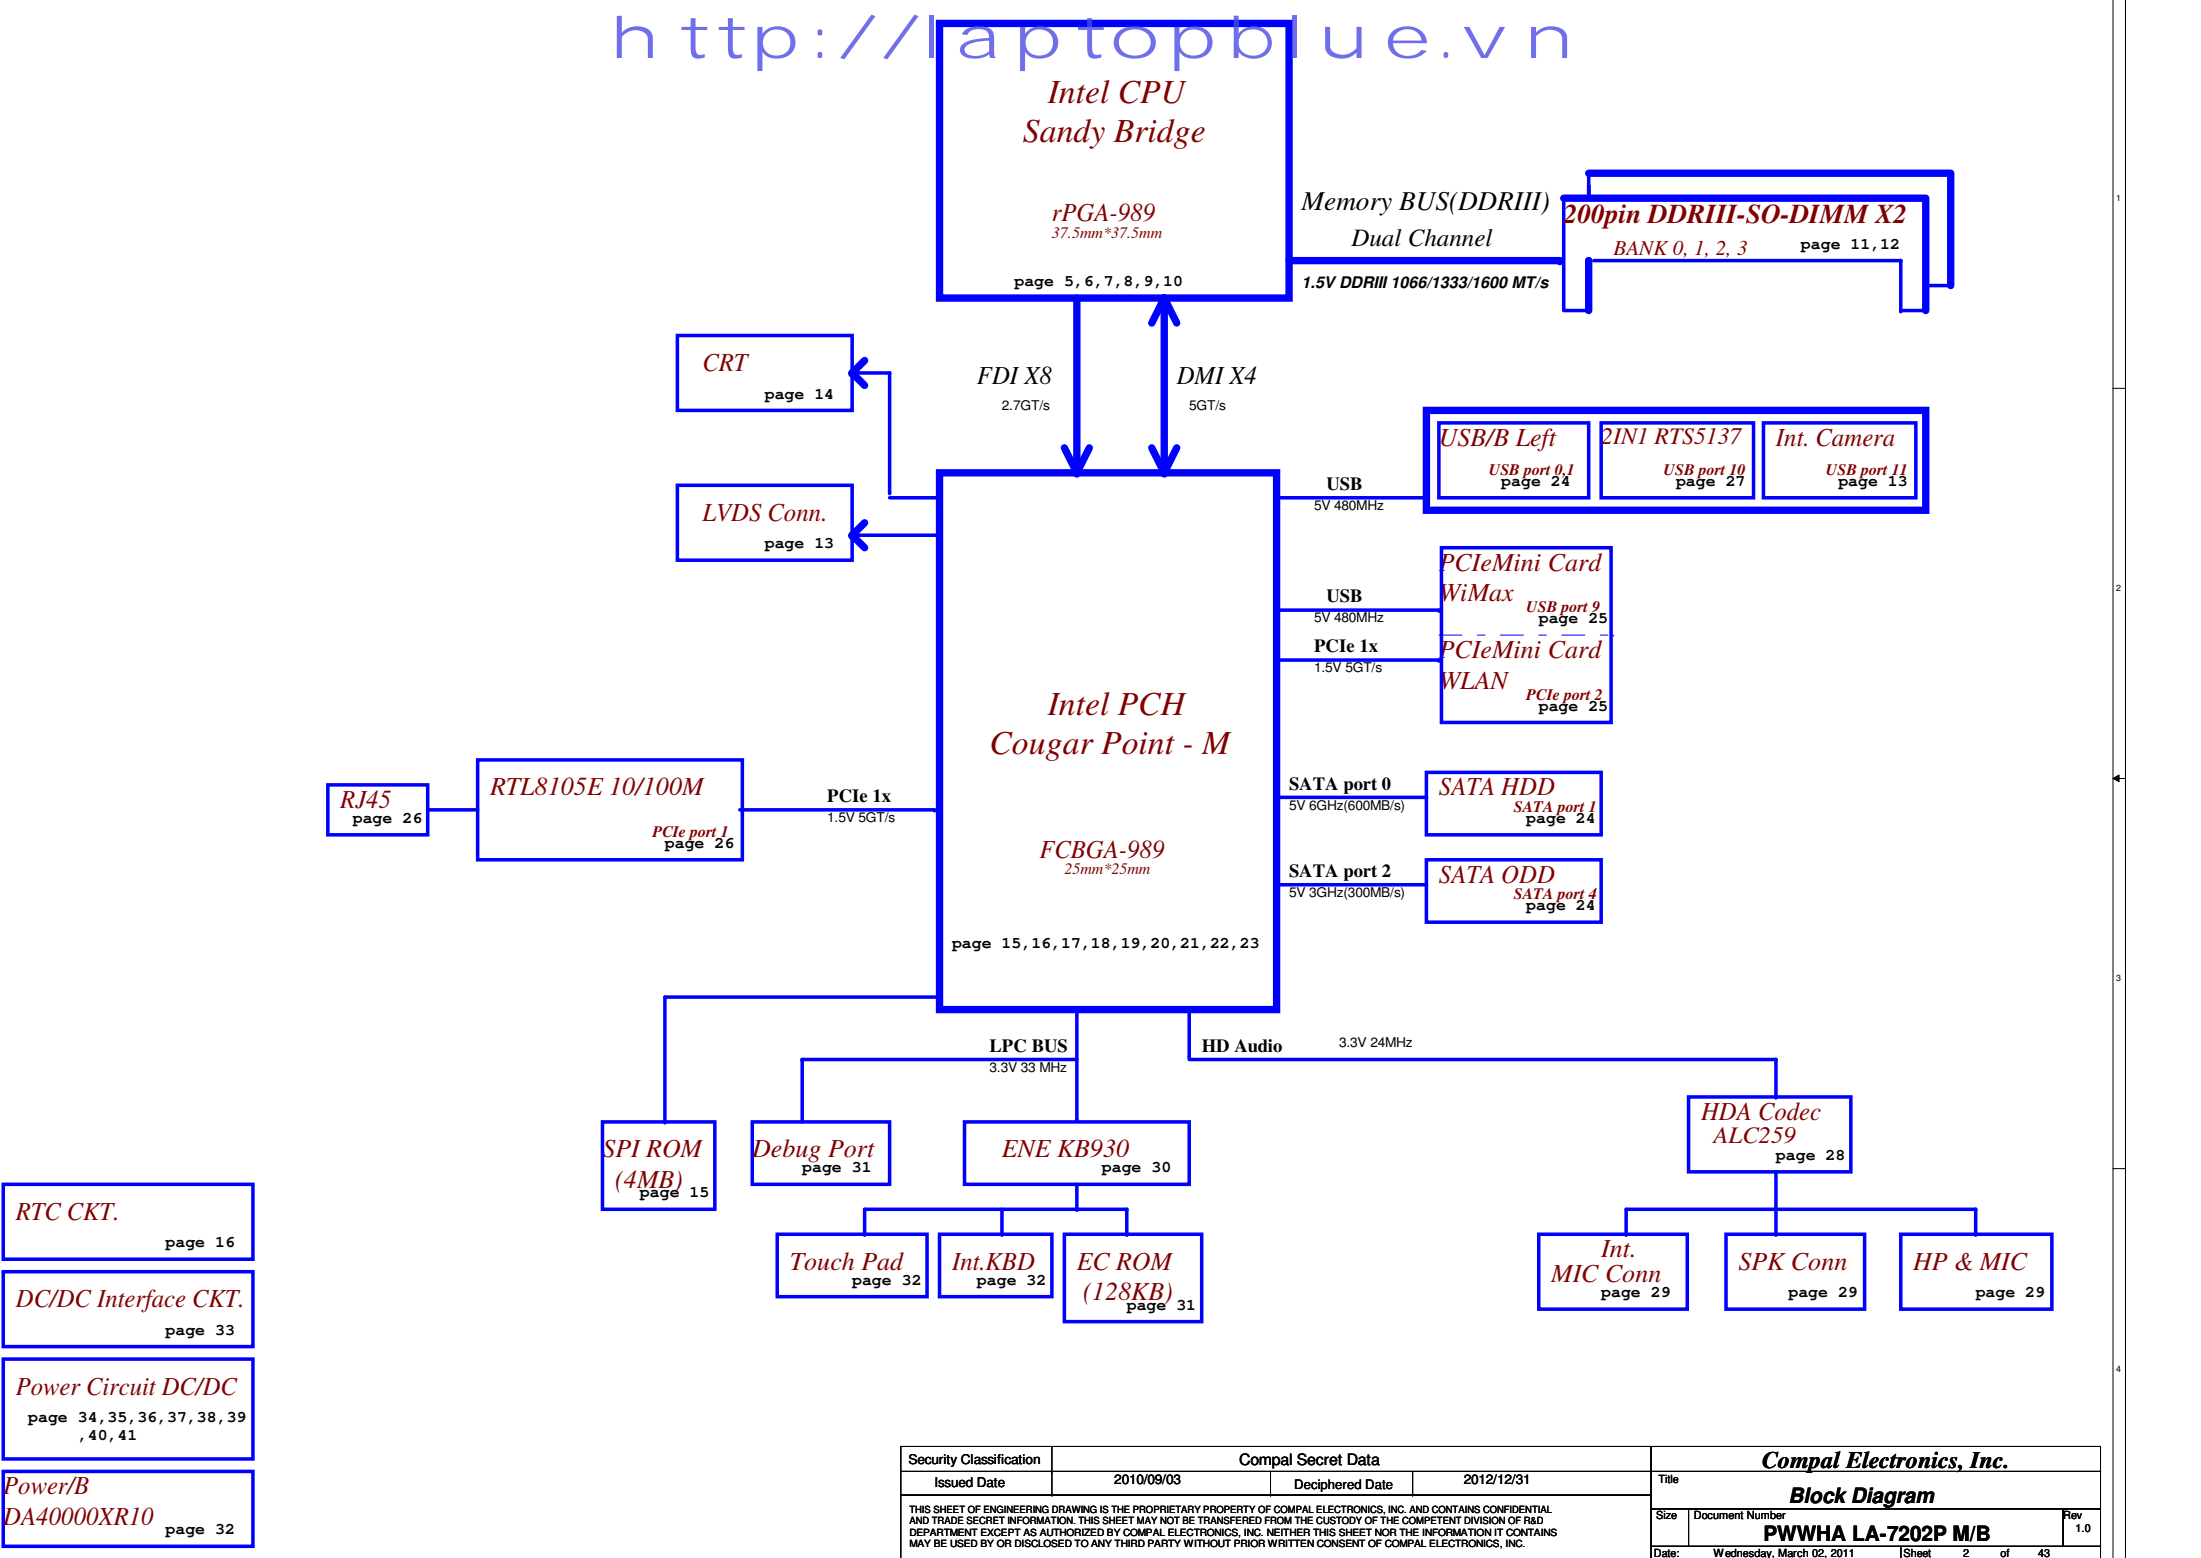 http://laptopblue.vn
Intel CPU
Sandy Bridge
rPGA-989
37.5mm*37.5mm
page 5,6,7,8,9,10
Memory BUS(DDRIII)
Dual Channel
1.5V DDRIII 1066/1333/1600 MT/s
200pin DDRIII-SO-DIMM X2
BANK 0, 1, 2, 3 page 11,12
1
CRT
page 14
FDI X8
2.7GT/s
DMI X4
5GT/s
LVDS Conn.
page 13
USB
5V 480MHz
USB/B Left
USB port 0,1
page 24
2IN1 RTS5137
USB port 10
page 27
Int. Camera
USB port 11
page 13
USB
5V 480MHz
PCIeMini Card
WiMax
USB port 9
page 25
2
PCIe 1x
1.5V 5GT/s
PCIeMini Card
WLAN
PCIe port 2
page 25
Intel PCH
Cougar Point - M
FCBGA-989
25mm*25mm
page 15,16,17,18,19,20,21,22,23
RJ45
page 26
RTL8105E 10/100M
PCIe port 1
page 26
PCIe 1x
1.5V 5GT/s
SATA port 0
5V 6GHz(600MB/s)
SATA HDD
SATA port 1
page 24
SATA port 2
5V 3GHz(300MB/s)
SATA ODD
SATA port 4
page 24
3
LPC BUS
3.3V 33 MHz
HD Audio 3.3V 24MHz
SPI ROM
(4MB)
page 15
Debug Port
page 31
ENE KB930
page 30
HDA Codec
ALC259
page 28
Touch Pad
page 32
Int.KBD
page 32
EC ROM
(128KB)
page 31
Int.
MIC Conn
page 29
SPK Conn
page 29
HP & MIC
page 29
RTC CKT.
page 16
DC/DC Interface CKT.
page 33
Power Circuit DC/DC
page 34,35,36,37,38,39
,40,41
Power/B
DA40000XR10
page 32
4
Security Classification Compal Secret Data
Issued Date 2010/09/03 Deciphered Date 2012/12/31
THIS SHEET OF ENGINEERING DRAWING IS THE PROPRIETARY PROPERTY OF COMPAL ELECTRONICS, INC. AND CONTAINS CONFIDENTIAL
AND TRADE SECRET INFORMATION. THIS SHEET MAY NOT BE TRANSFERED FROM THE CUSTODY OF THE COMPETENT DIVISION OF R&D
DEPARTMENT EXCEPT AS AUTHORIZED BY COMPAL ELECTRONICS, INC. NEITHER THIS SHEET NOR THE INFORMATION IT CONTAINS
MAY BE USED BY OR DISCLOSED TO ANY THIRD PARTY WITHOUT PRIOR WRITTEN CONSENT OF COMPAL ELECTRONICS, INC.
Compal Electronics, Inc.
Title
Block Diagram
Size Document Number Rev
PWWHA LA-7202P M/B 1.0
Date: Wednesday, March 02, 2011 Sheet 2 of 43